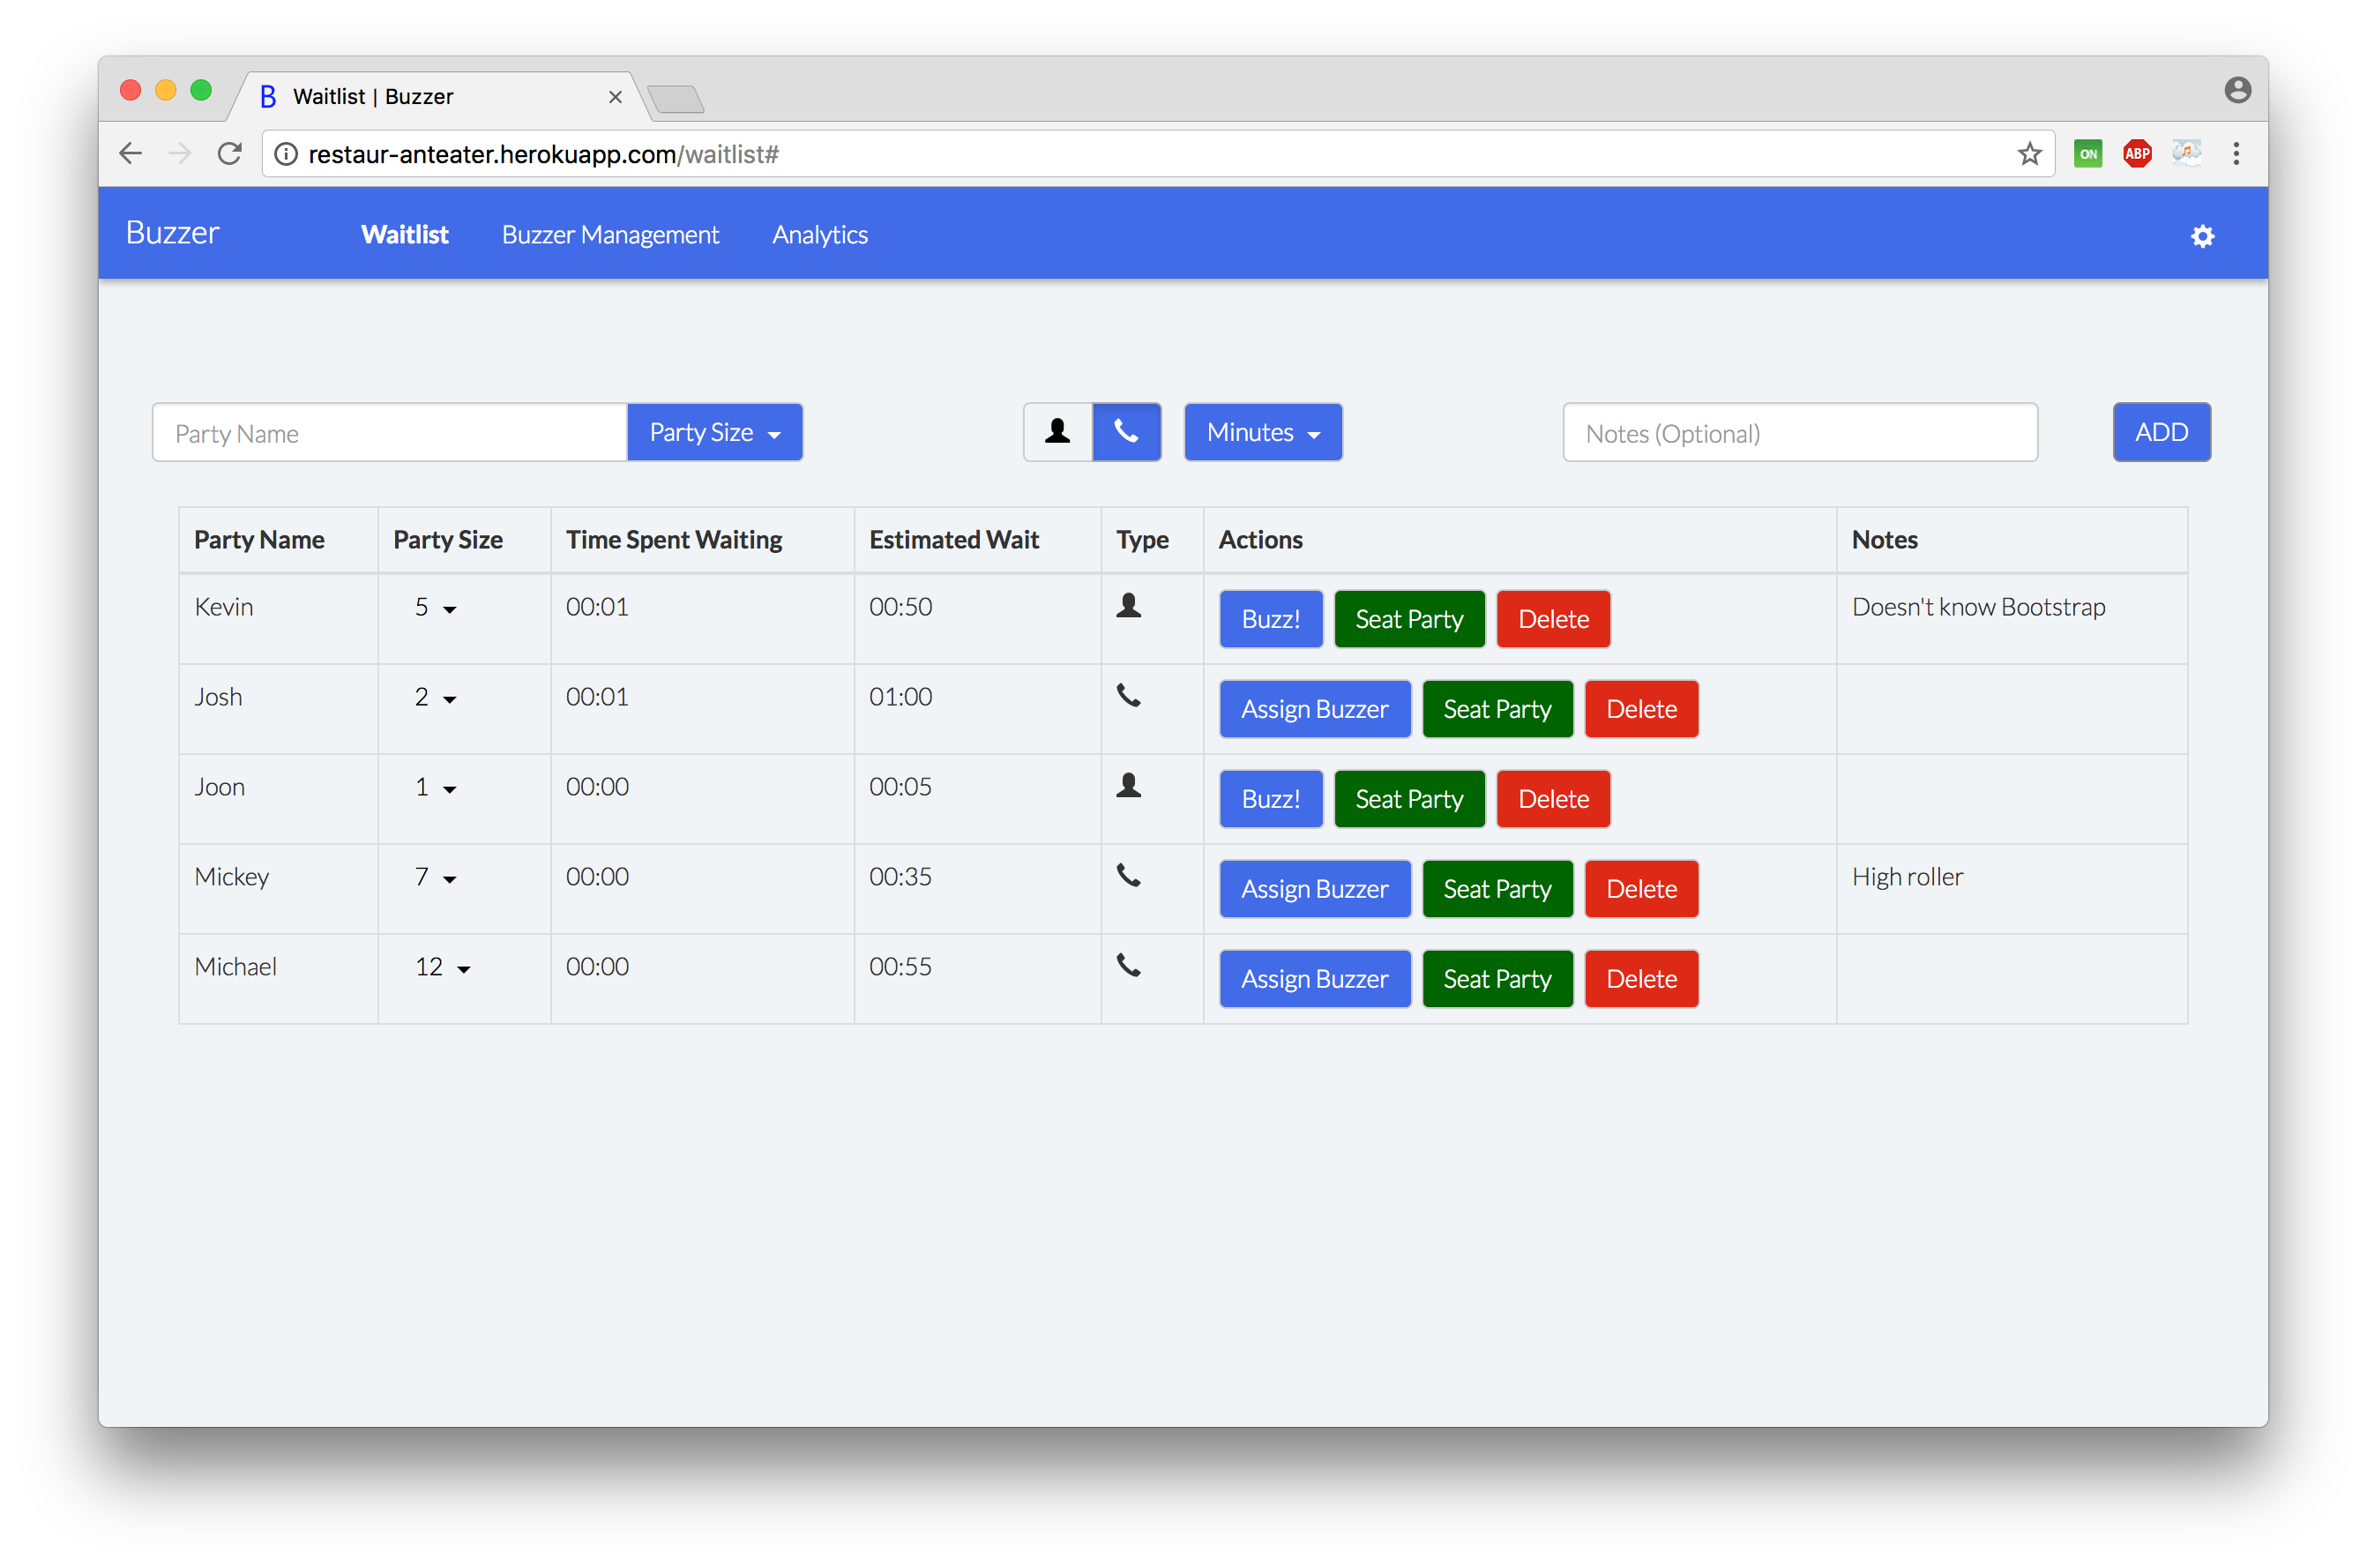 B Waitlist | Buzzer
restaur-anteater.herokuapp.com/waitlist# ON ABP
Buzzer Waitlist Buzzer Management Analytics
Party Name Party Size Minutes Notes (Optional) ADD
Party Name Party Size Time Spent Waiting Estimated Wait Type Actions Notes
Kevin 5 00:01 00:50 Buzz! Seat Party Delete Doesn't know Bootstrap
Josh 2 00:01 01:00 Assign Buzzer Seat Party Delete
Joon 1 00:00 00:05 Buzz! Seat Party Delete
Mickey 7 00:00 00:35 Assign Buzzer Seat Party Delete High roller
Michael 12 00:00 00:55 Assign Buzzer Seat Party Delete